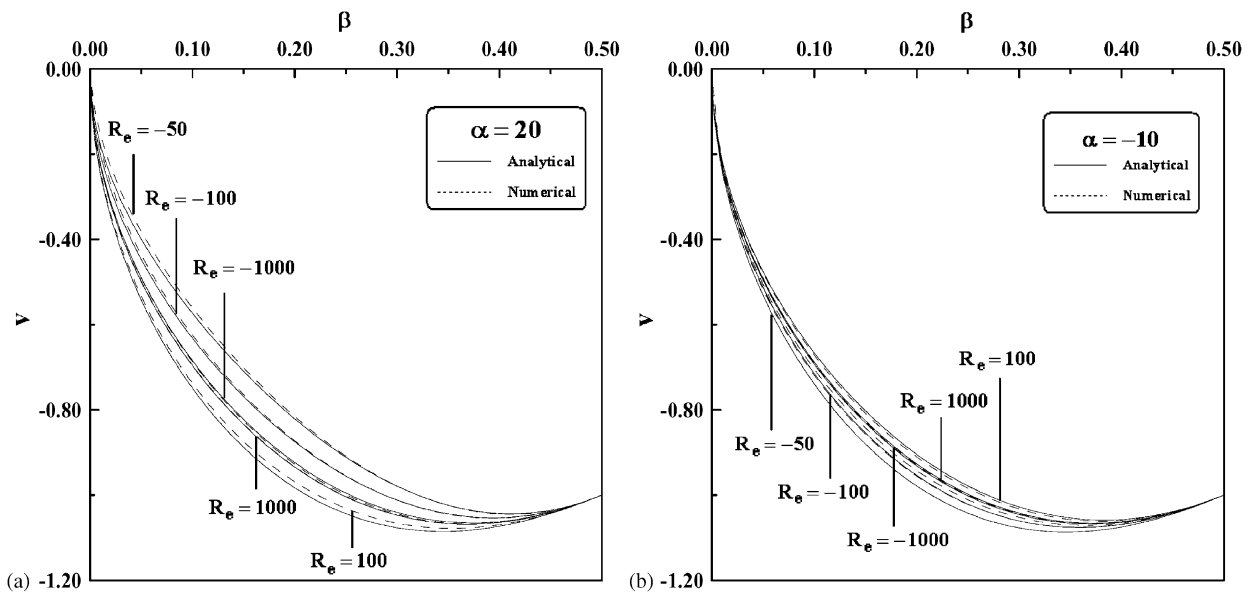 β
0.00 0.10 0.20 0.30 0.40 0.50
0.00
-0.40
-0.80
-1.20
v
α = 20
Analytical
Numerical
Re = −50
Re = −100
Re = −1000
Re = 1000
Re = 100
(a)
β
0.00 0.10 0.20 0.30 0.40 0.50
0.00
-0.40
-0.80
-1.20
v
α = −10
Analytical
Numerical
Re = 100
Re = 1000
Re = −50
Re = −100
Re = −1000
(b)